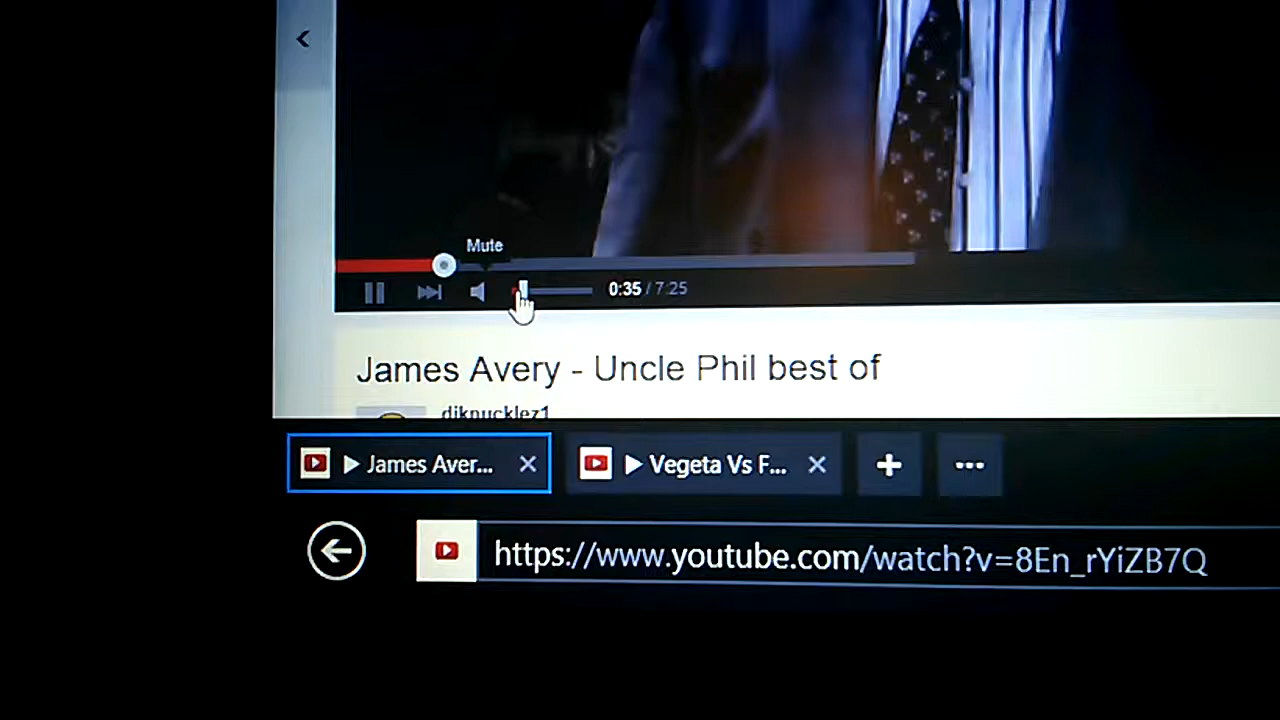 Mute
0:35 / 7:25
James Avery - Uncle Phil best of
djknucklez1
James Aver...
Vegeta Vs F...
https://www.youtube.com/watch?v=8En_rYiZB7Q